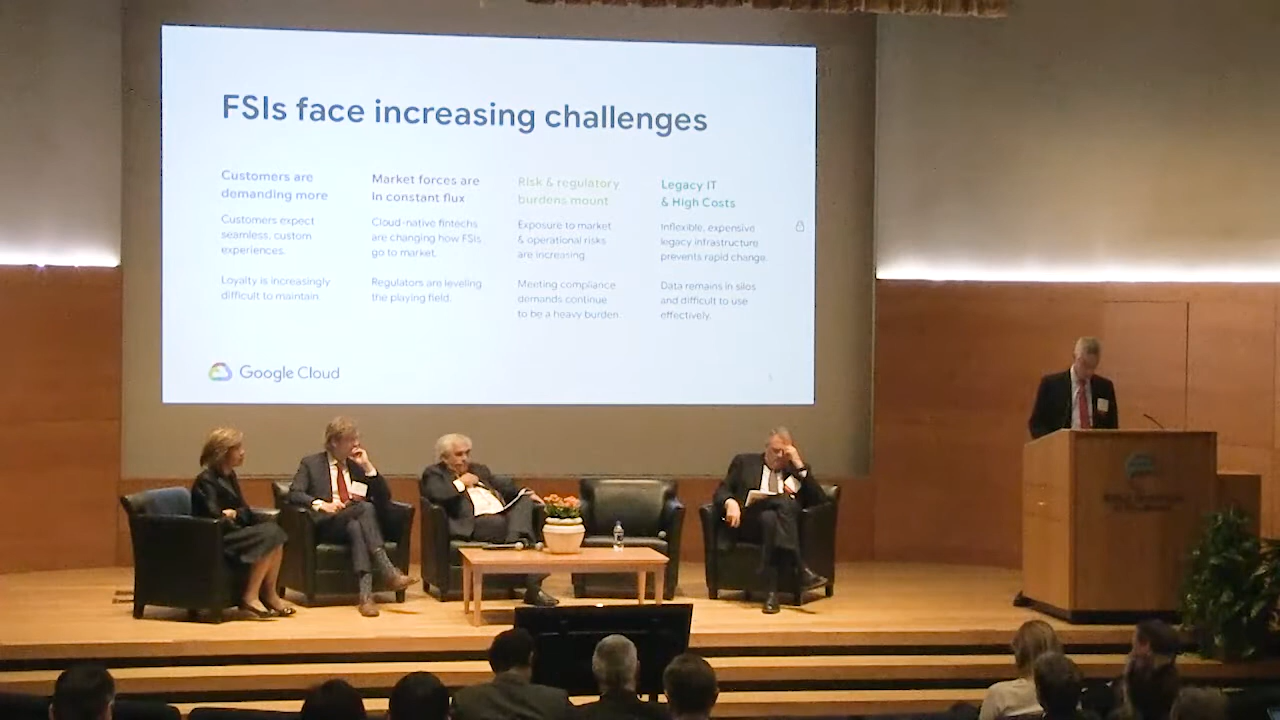 FSIs face increasing challenges
Customers are
demanding more
Customers expect
seamless, custom
experiences.
Loyalty is increasingly
difficult to maintain
Market forces are
in constant flux
Cloud-native fintechs
are changing how FSIs
go to market.
Regulators are leveling
the playing field.
Risk & regulatory
burdens mount
Exposure to market
& operational risks
are increasing
Meeting compliance
demands continue
to be a heavy burden
Legacy IT
& High Costs
Inflexible, expensive
legacy infrastructure
prevents rapid change.
Data remains in silos
and difficult to use
effectively.
Google Cloud